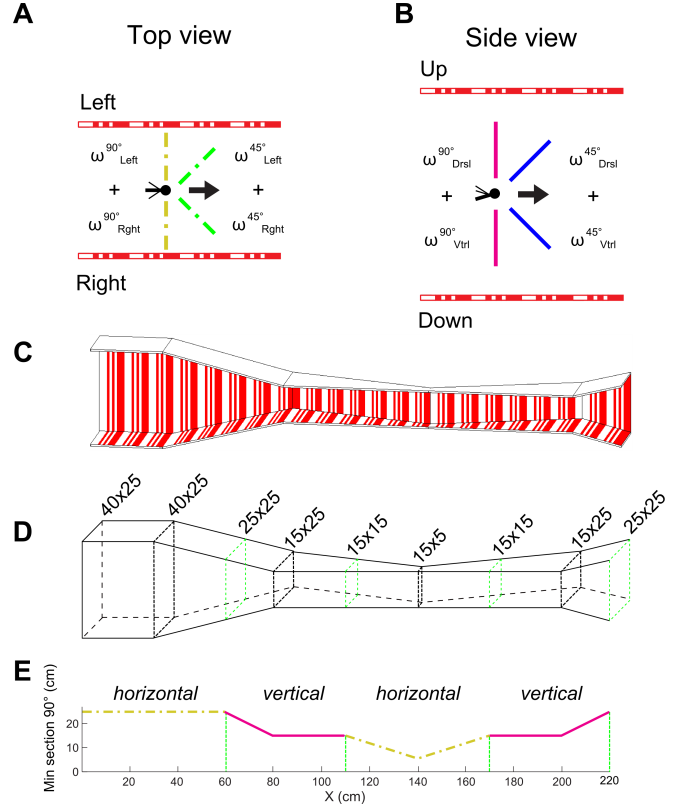 A
Top view
Left
ω90°Left
ω45°Left
+
+
ω90°Rght
ω45°Rght
Right
B
Side view
Up
ω90°Drsl
ω45°Drsl
+
+
ω90°Vtrl
ω45°Vtrl
Down
C
D
40x25
40x25
25x25
15x25
15x15
15x5
15x15
15x25
25x25
E
Min section 90° (cm)
horizontal
vertical
horizontal
vertical
20
10
0
20
40
60
80
100
120
140
160
180
200
220
X (cm)